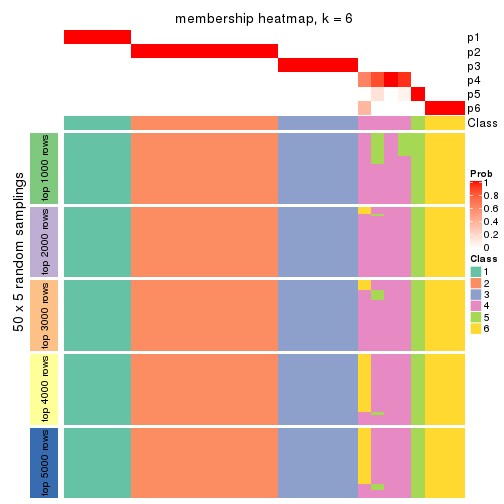 membership heatmap, k = 6
p1
p2
p3
p4
p5
p6
Class
50 x 5 random samplings
top 1000 rows
top 2000 rows
top 3000 rows
top 4000 rows
top 5000 rows
Prob
1
0.8
0.6
0.4
0.2
0
Class
1
2
3
4
5
6